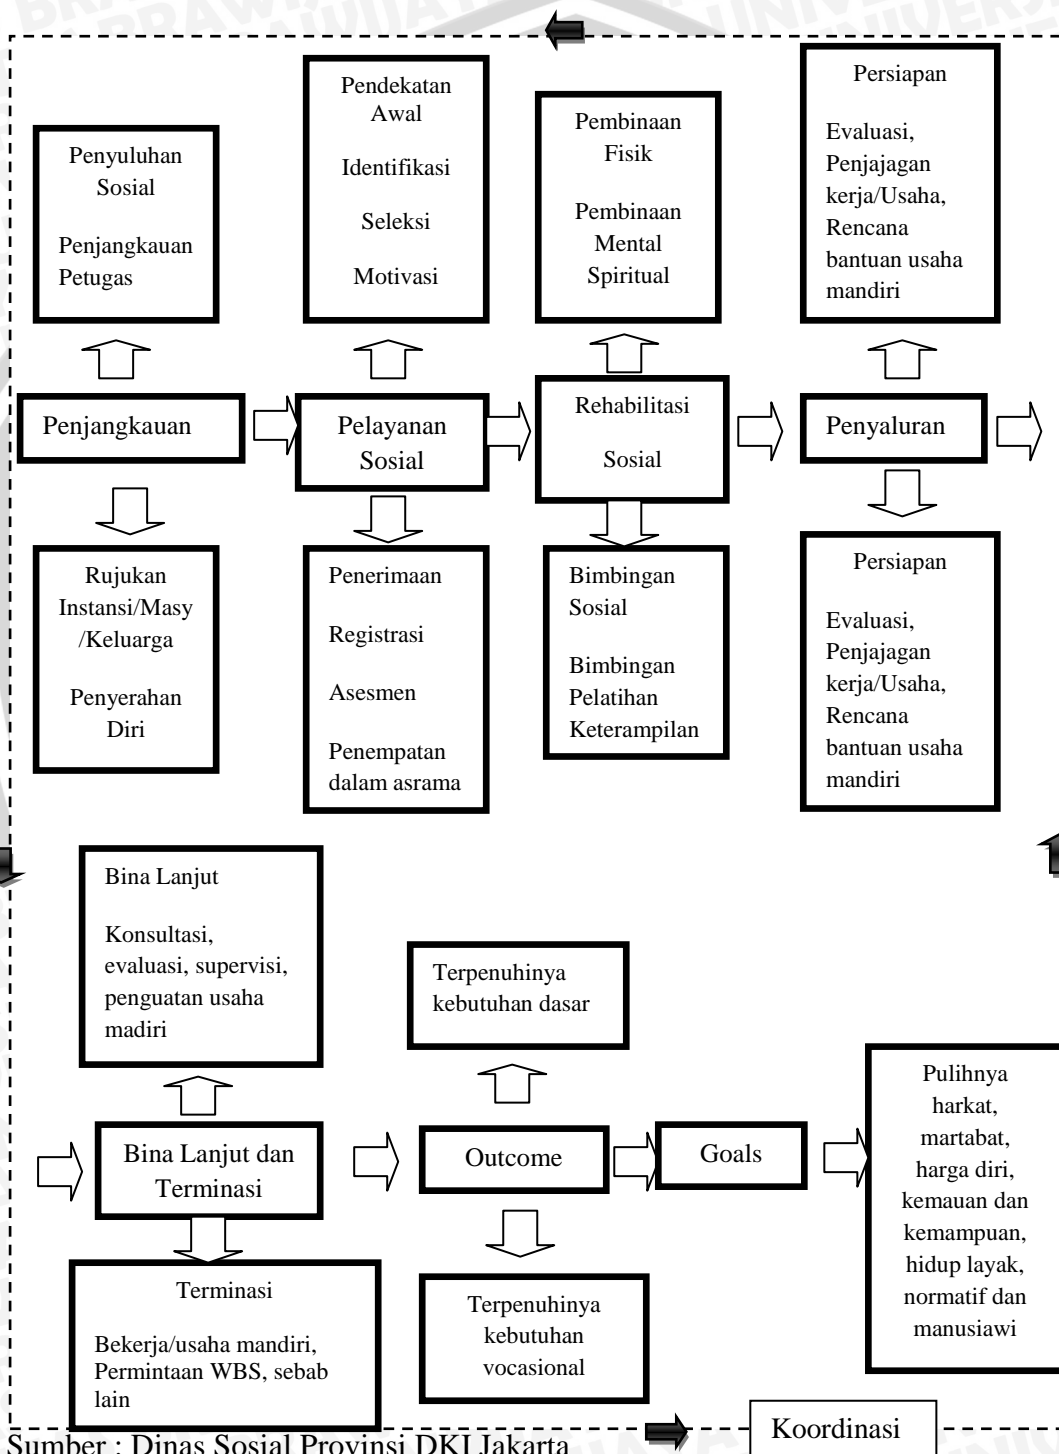 Penyuluhan
Sosial
Penjangkauan
Petugas
Pendekatan
Awal
Identifikasi
Seleksi
Motivasi
Pembinaan
Fisik
Pembinaan
Mental
Spiritual
Persiapan
Evaluasi,
Penjajagan
kerja/Usaha,
Rencana
bantuan usaha
mandiri
Penjangkauan
Pelayanan
Sosial
Rehabilitasi
Sosial
Penyaluran
Rujukan
Instansi/Masy
/Keluarga
Penyerahan
Diri
Penerimaan
Registrasi
Asesmen
Penempatan
dalam asrama
Bimbingan
Sosial
Bimbingan
Pelatihan
Keterampilan
Persiapan
Evaluasi,
Penjajagan
kerja/Usaha,
Rencana
bantuan usaha
mandiri
Bina Lanjut
Konsultasi,
evaluasi, supervisi,
penguatan usaha
madiri
Terpenuhinya
kebutuhan dasar
Bina Lanjut dan
Terminasi
Outcome
Goals
Pulihnya
harkat,
martabat,
harga diri,
kemauan dan
kemampuan,
hidup layak,
normatif dan
manusiawi
Terminasi
Bekerja/usaha mandiri,
Permintaan WBS, sebab
lain
Terpenuhinya
kebutuhan
vocasional
Koordinasi
Sumber : Dinas Sosial Provinsi DKI Jakarta